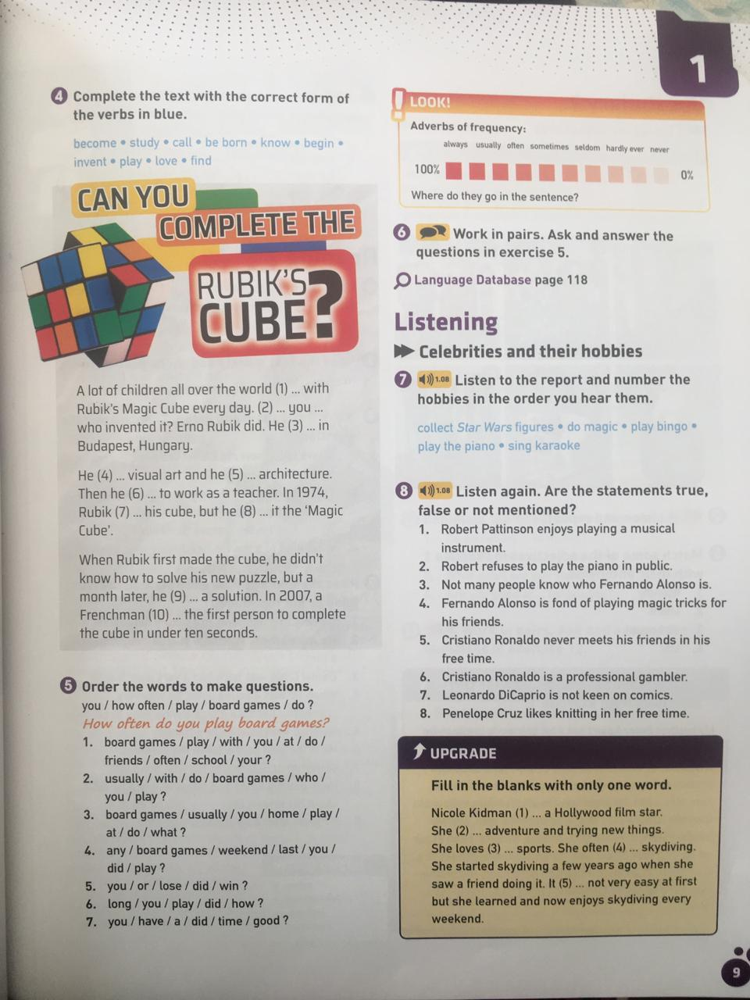 1
4 Complete the text with the correct form of
the verbs in blue.
become • study • call • be born • know • begin •
invent • play • love • find
CAN YOU
COMPLETE THE
RUBIK'S
CUBE?
A lot of children all over the world (1) ... with
Rubik's Magic Cube every day. (2) ... you ...
who invented it? Erno Rubik did. He (3) ... in
Budapest, Hungary.
He (4) ... visual art and he (5) ... architecture.
Then he (6) ... to work as a teacher. In 1974,
Rubik (7) ... his cube, but he (8) ... it the 'Magic
Cube'.
When Rubik first made the cube, he didn't
know how to solve his new puzzle, but a
month later, he (9) ... a solution. In 2007, a
Frenchman (10) ... the first person to complete
the cube in under ten seconds.
5 Order the words to make questions.
you / how often / play / board games / do ?
How often do you play board games?
1. board games / play / with / you / at / do /
friends / often / school / your ?
2. usually / with / do / board games / who /
you / play ?
3. board games / usually / you / home / play /
at / do / what ?
4. any / board games / weekend / last / you /
did / play ?
5. you / or / lose / did / win ?
6. long / you / play / did / how ?
7. you / have / a / did / time / good ?
! LOOK!
Adverbs of frequency:
always usually often sometimes seldom hardly ever never
100% 0%
Where do they go in the sentence?
6 Work in pairs. Ask and answer the
questions in exercise 5.
Language Database page 118
Listening
Celebrities and their hobbies
7 1.08 Listen to the report and number the
hobbies in the order you hear them.
collect Star Wars figures • do magic • play bingo •
play the piano • sing karaoke
8 1.08 Listen again. Are the statements true,
false or not mentioned?
1. Robert Pattinson enjoys playing a musical
instrument.
2. Robert refuses to play the piano in public.
3. Not many people know who Fernando Alonso is.
4. Fernando Alonso is fond of playing magic tricks for
his friends.
5. Cristiano Ronaldo never meets his friends in his
free time.
6. Cristiano Ronaldo is a professional gambler.
7. Leonardo DiCaprio is not keen on comics.
8. Penelope Cruz likes knitting in her free time.
UPGRADE
Fill in the blanks with only one word.
Nicole Kidman (1) ... a Hollywood film star.
She (2) ... adventure and trying new things.
She loves (3) ... sports. She often (4) ... skydiving.
She started skydiving a few years ago when she
saw a friend doing it. It (5) ... not very easy at first
but she learned and now enjoys skydiving every
weekend.
9